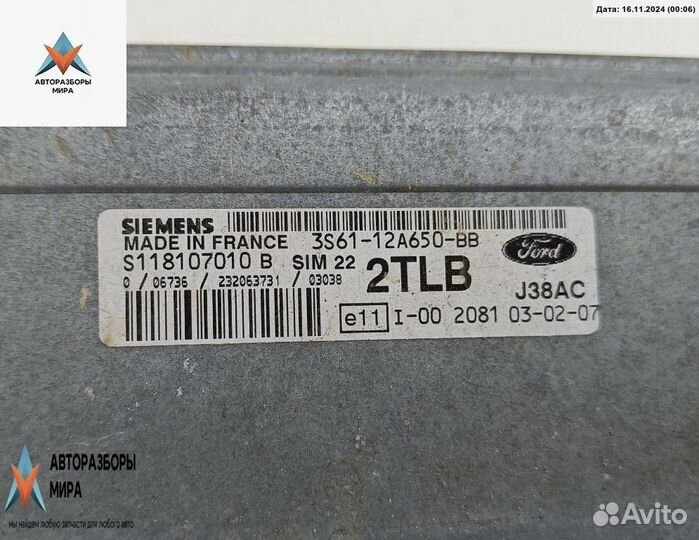 Дата: 16.11.2024 (00:06)
АВТОРАЗБОРЫ
МИРА
SIEMENS
MADE IN FRANCE 3S61-12A650-BB
S118107010 B SIM 22 2TLB
Ford
0 / 06736 / 232063731 / 03038
J38AC
e11 I-00 2081 03-02-07
АВТОРАЗБОРЫ
МИРА
мы найдем любую запчасти для любого авто
Avito